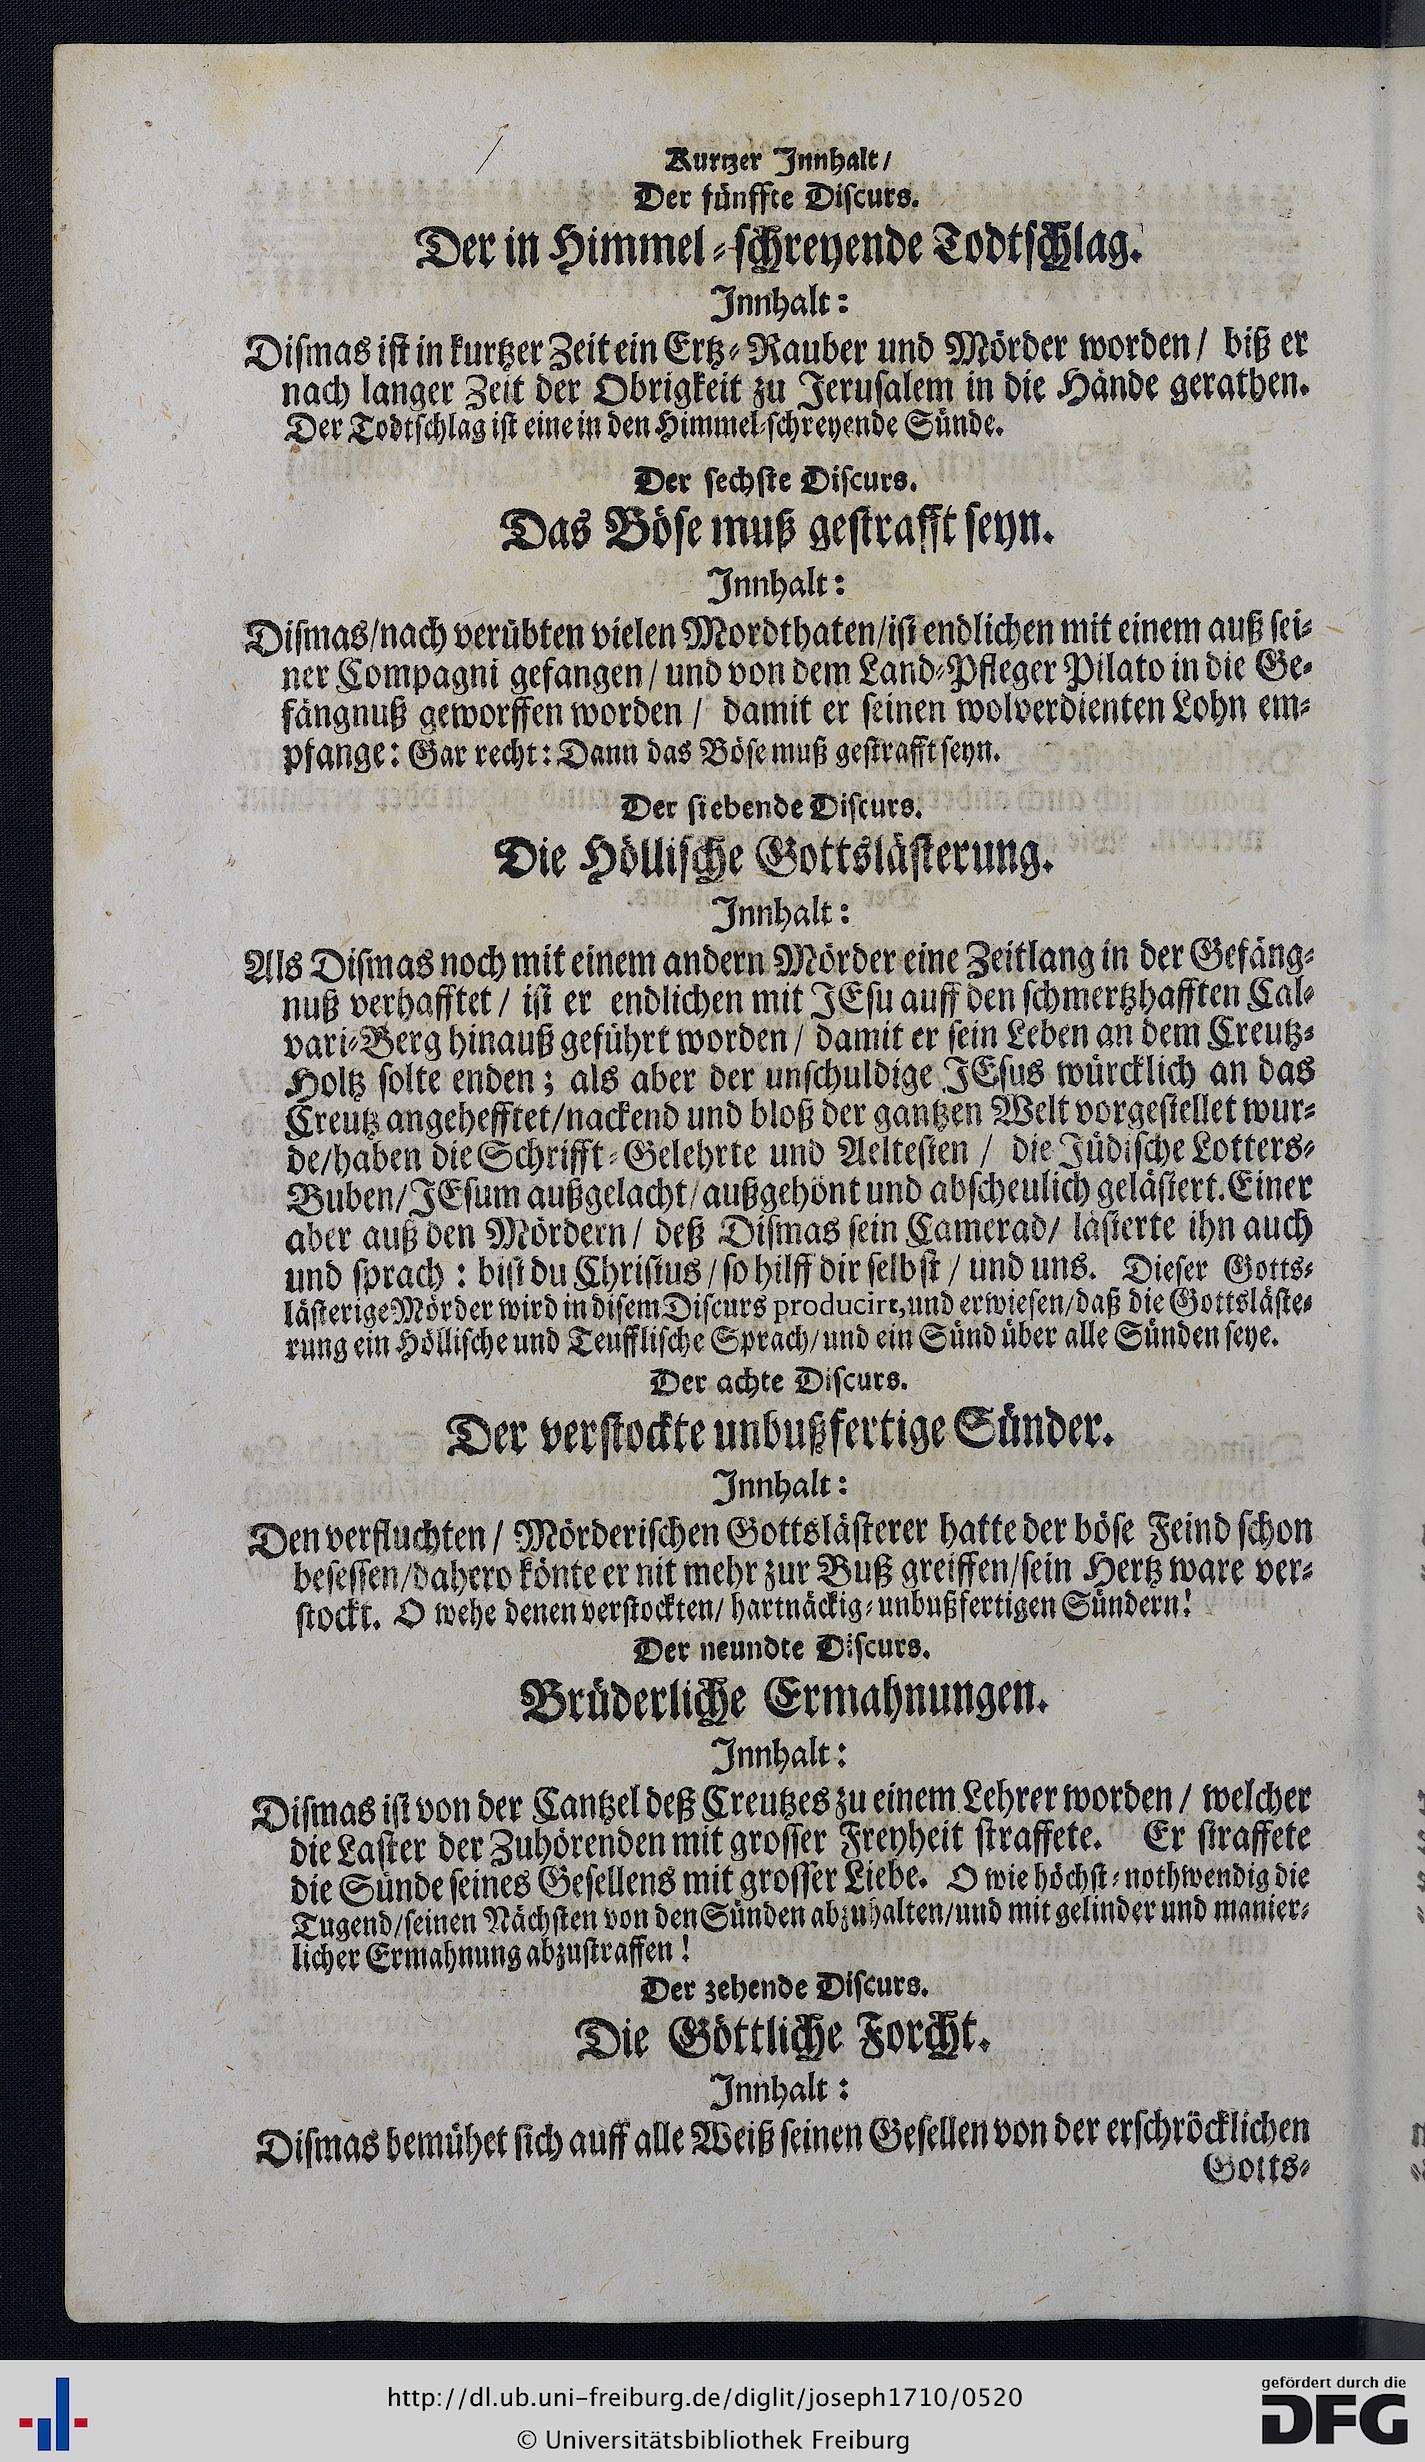 Kurtzer Innhalt/
Der fünffte Discurs.
Der in Himmel-schreyende Todtschlag.
Innhalt:
Dismas ist in kurtzer Zeit ein Ertz-Rauber und Mörder worden/ biß er
nach langer Zeit der Obrigkeit zu Jerusalem in die Hände gerathen.
Der Todtschlag ist eine in den Himmel-schreyende Sünde.
Der sechste Discurs.
Das Böse muß gestrafft seyn.
Innhalt:
Dismas/nach verübten vielen Mordthaten/ist endlichen mit einem auß sei-
ner Compagni gefangen/ und von dem Land-Pfleger Pilato in die Ge-
fängnuß geworffen worden/ damit er seinen wolverdienten Lohn em-
pfange: Gar recht: Dann das Böse muß gestrafft seyn.
Der siebende Discurs.
Die Höllische Gottslästerung.
Innhalt:
Als Dismas noch mit einem andern Mörder eine Zeitlang in der Gefäng-
nuß verhafftet/ ist er endlichen mit JEsu auff den schmertzhafften Cal-
vari-Berg hinauß geführt worden/ damit er sein Leben an dem Creutz-
Holtz solte enden; als aber der unschuldige JEsus würcklich an das
Creutz angehefftet/nackend und bloß der gantzen Welt vorgestellet wur-
de/haben die Schrifft-Gelehrte und Aeltesten/ die Jüdische Lotters-
Buben/JEsum außgelacht/außgehönt und abscheulich gelästert. Einer
aber auß den Mördern/ deß Dismas sein Camerad/ lästerte ihn auch
und sprach: bist du Christus/so hilff dir selbst/ und uns. Dieser Gotts-
lästerige Mörder wird in disem Discurs producirt, und erwiesen/daß die Gottsläste-
rung ein Höllische und Teufflische Sprach/und ein Sünd über alle Sünden seye.
Der achte Discurs.
Der verstockte unbußfertige Sünder.
Innhalt:
Den verfluchten/ Mörderischen Gottslästerer hatte der böse Feind schon
besessen/dahero könte er nit mehr zur Buß greiffen/sein Hertz ware ver-
stockt. O wehe denen verstockten/ hartnäckig-unbußfertigen Sündern!
Der neundte Discurs.
Brüderliche Ermahnungen.
Innhalt:
Dismas ist von der Cantzel deß Creutzes zu einem Lehrer worden/ welcher
die Laster der Zuhörenden mit grosser Freyheit straffete. Er straffete
die Sünde seines Gesellens mit grosser Liebe. O wie höchst-nothwendig die
Tugend/seinen Nächsten von den Sünden abzuhalten/und mit gelinder und manier-
licher Ermahnung abzustraffen!
Der zehende Discurs.
Die Göttliche Forcht.
Innhalt:
Dismas bemühet sich auff alle Weiß seinen Gesellen von der erschröcklichen
Gotts-
http://dl.ub.uni-freiburg.de/diglit/joseph1710/0520
© Universitätsbibliothek Freiburg
gefördert durch die
DFG